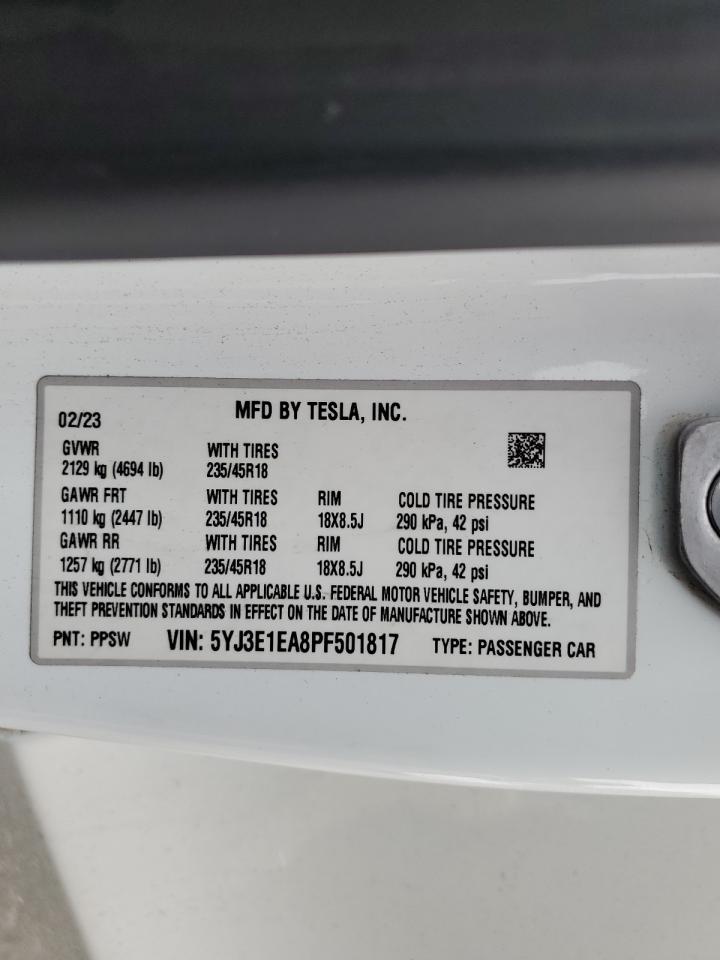 MFD BY TESLA, INC.
02/23
GVWR WITH TIRES
2129 kg (4694 lb) 235/45R18
GAWR FRT WITH TIRES RIM COLD TIRE PRESSURE
1110 kg (2447 lb) 235/45R18 18X8.5J 290 kPa, 42 psi
GAWR RR WITH TIRES RIM COLD TIRE PRESSURE
1257 kg (2771 lb) 235/45R18 18X8.5J 290 kPa, 42 psi
THIS VEHICLE CONFORMS TO ALL APPLICABLE U.S. FEDERAL MOTOR VEHICLE SAFETY, BUMPER, AND
THEFT PREVENTION STANDARDS IN EFFECT ON THE DATE OF MANUFACTURE SHOWN ABOVE.
PNT: PPSW VIN: 5YJ3E1EA8PF501817 TYPE: PASSENGER CAR